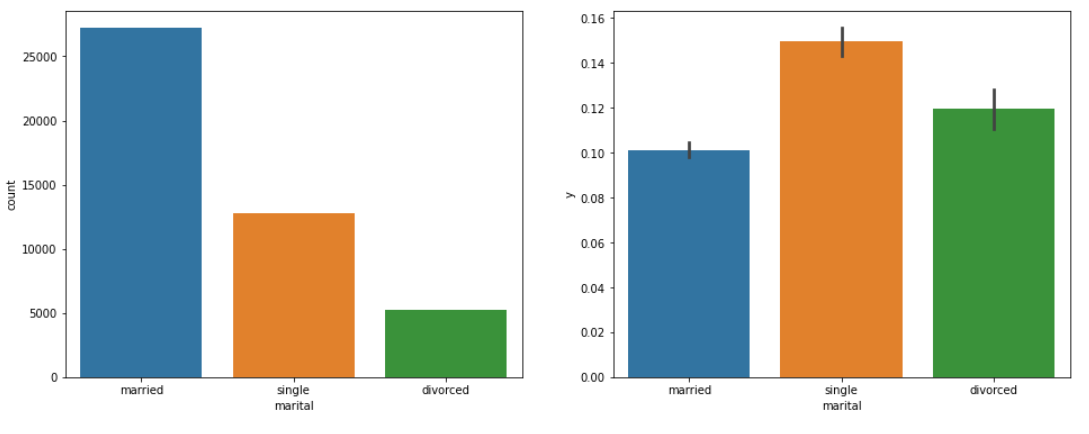 count
25000
20000
15000
10000
5000
0
married single divorced
marital
y
0.16
0.14
0.12
0.10
0.08
0.06
0.04
0.02
0.00
married single divorced
marital